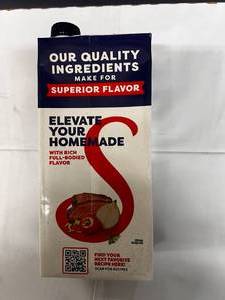 OUR QUALITY
INGREDIENTS
MAKE FOR
SUPERIOR FLAVOR
ELEVATE
YOUR
HOMEMADE
WITH RICH
FULL-BODIED
FLAVOR
S
FIND YOUR
NEXT FAVORITE
RECIPE HERE!